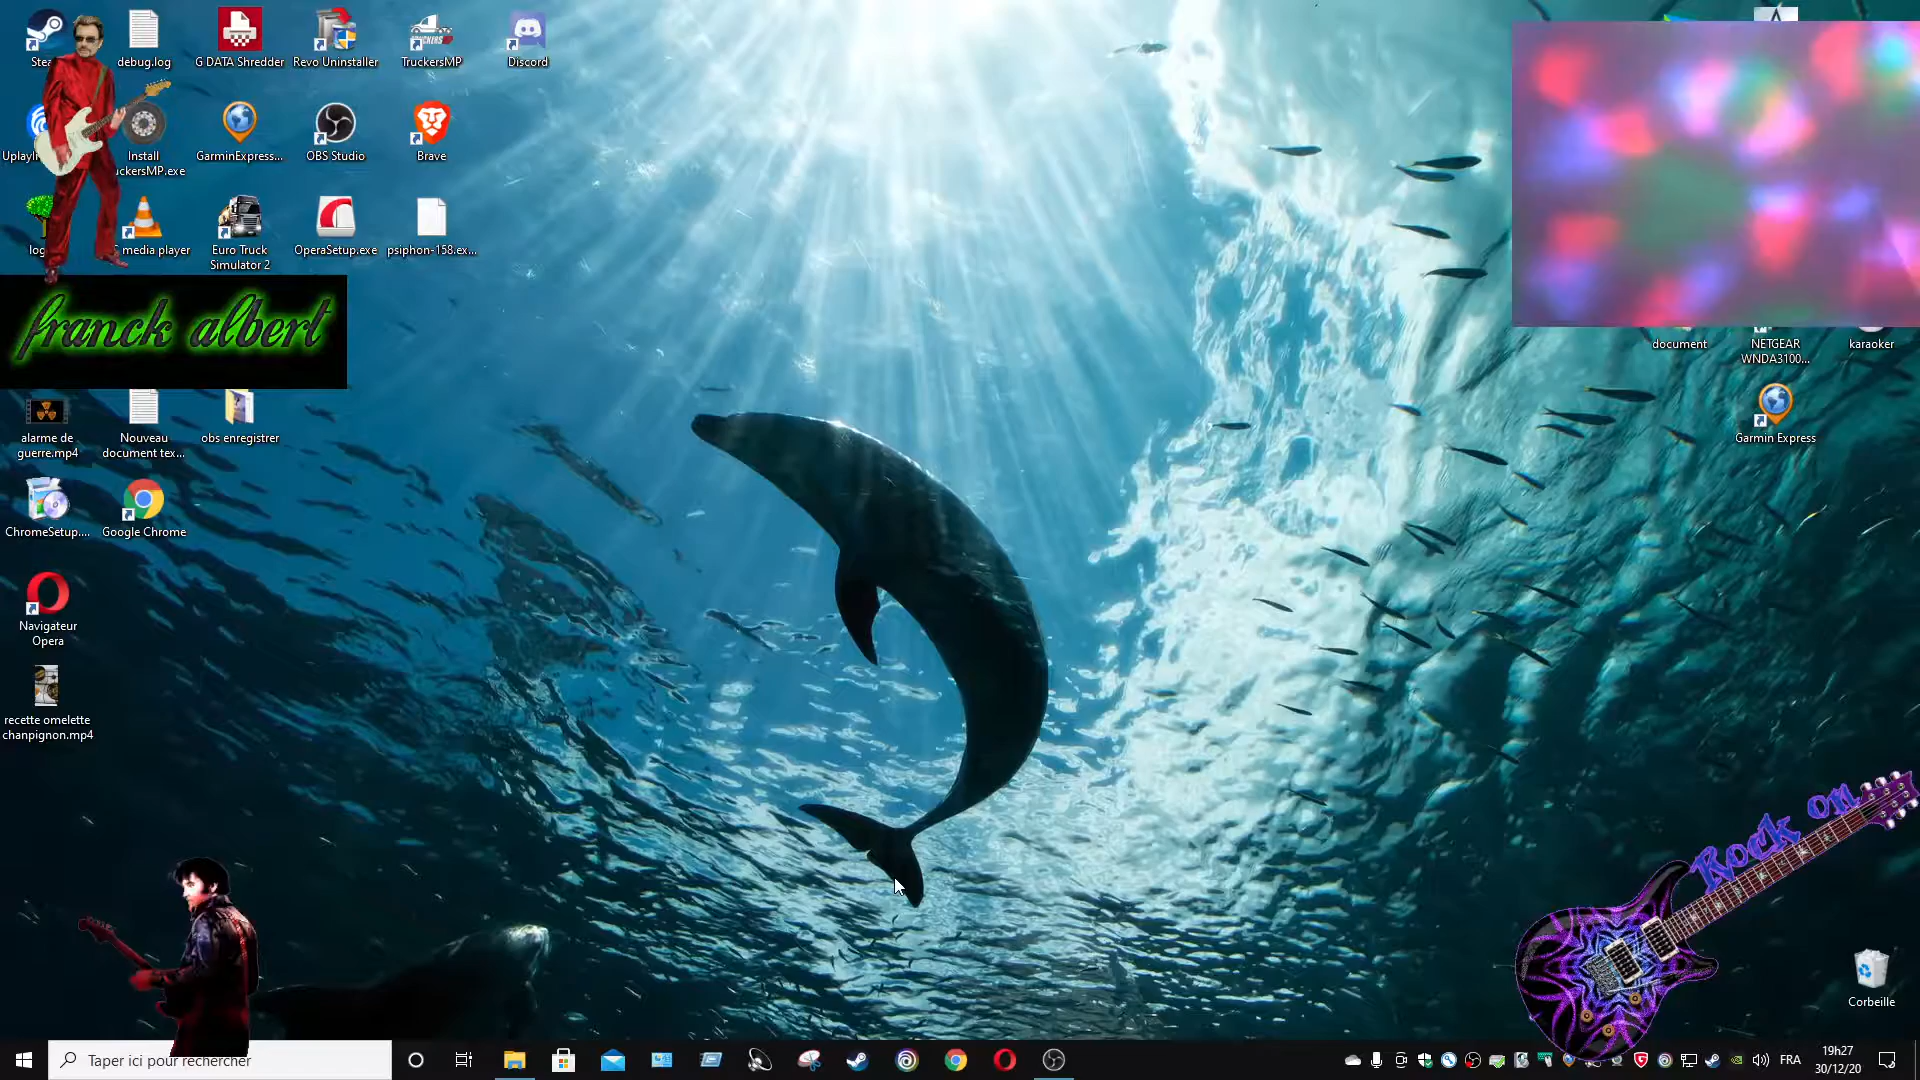 debug.log
G DATA Shredder
Revo Uninstaller
TruckersMP
Discord
Install
GarminExpress...
OBS Studio
Brave
media player
Euro Truck
Simulator 2
OperaSetup.exe
psiphon-158.ex...
franck albert
document
NETGEAR
WNDA3100...
karaoker
alarme de
guerre.mp4
Nouveau
document tex...
obs enregistrer
Garmin Express
ChromeSetup....
Google Chrome
Navigateur
Opera
recette omelette
chanpignon.mp4
Rock on
Corbeille
Taper ici pour rechercher
FRA
19h27
30/12/20